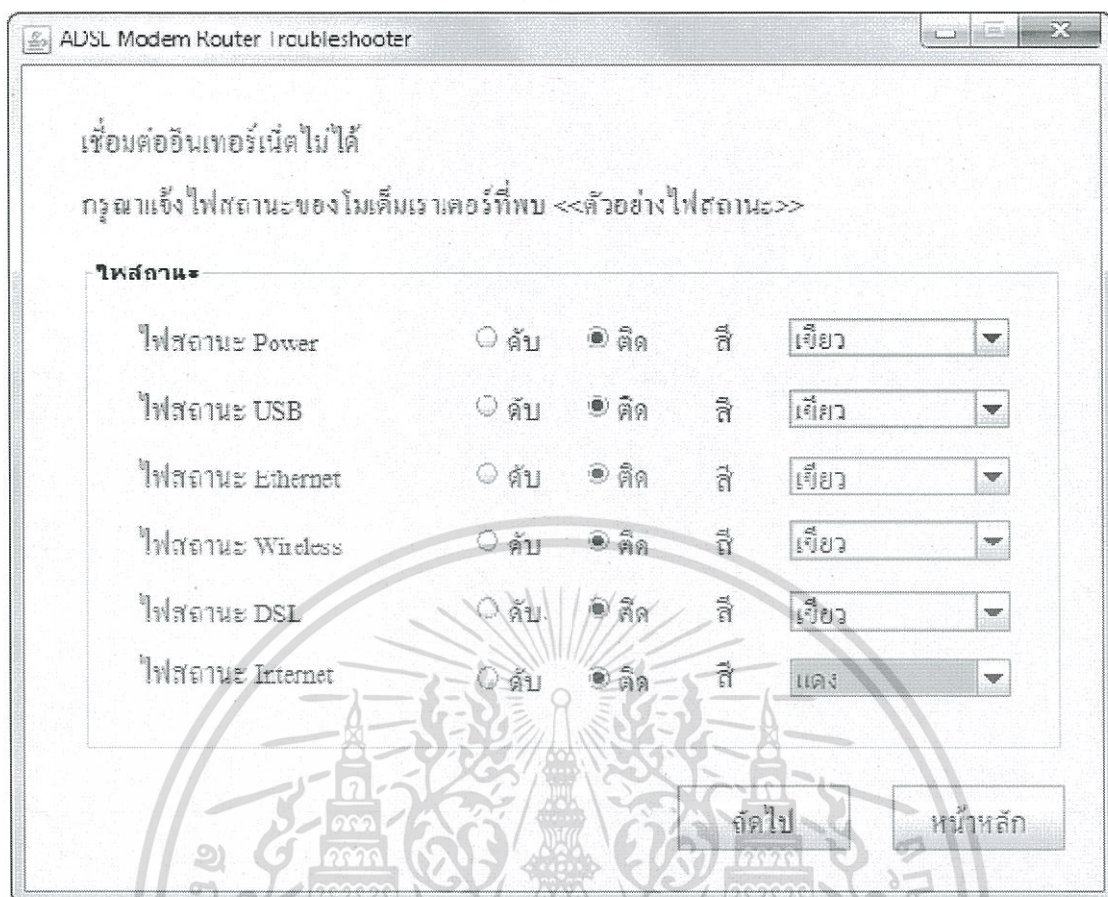 ADSL Modem Router Troubleshooter
เชื่อมต่ออินเทอร์เน็ตไม่ได้
กรุณาแจ้งไฟสถานะของโมเด็มเราเตอร์ที่พบ <<ตัวอย่างไฟสถานะ>>
ไฟสถานะ
ไฟสถานะ Power ดับ ติด สี เขียว
ไฟสถานะ USB ดับ ติด สี เขียว
ไฟสถานะ Ethernet ดับ ติด สี เขียว
ไฟสถานะ Wireless ดับ ติด สี เขียว
ไฟสถานะ DSL ดับ ติด สี เขียว
ไฟสถานะ Internet ดับ ติด สี แดง
ถัดไป หน้าหลัก